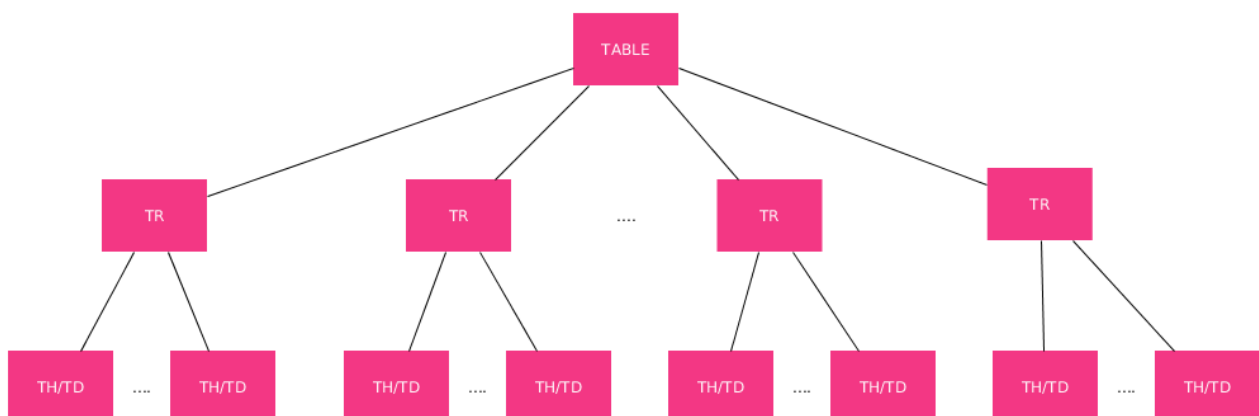 TABLE
TR TR .... TR TR
TH/TD .... TH/TD TH/TD .... TH/TD TH/TD .... TH/TD TH/TD .... TH/TD